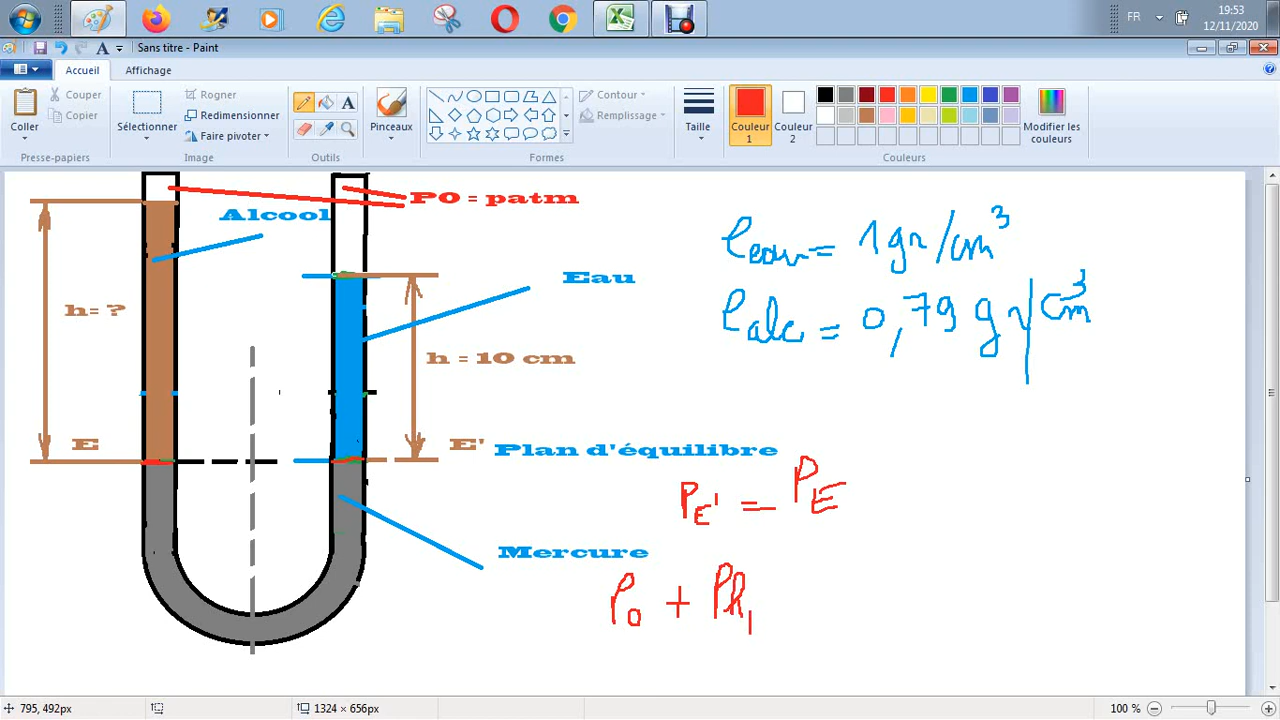 19:53
FR
12/11/2020
Sans titre - Paint
Accueil
Affichage
Coller
Couper
Copier
Sélectionner
Rogner
Redimensionner
Faire pivoter
Pinceaux
Contour
Remplissage
Taille
Couleur 1
Couleur 2
Modifier les couleurs
Presse-papiers
Image
Outils
Formes
Couleurs
P0 = patm
Alcool
Eau
h= ?
h = 10 cm
E
E'
Plan d'équilibre
Mercure
ρeau = 1gr/cm³
ρalc = 0,79 gr/cm³
PE' = PE
P0 + Ph1
795, 492px
1324 × 656px
100 %